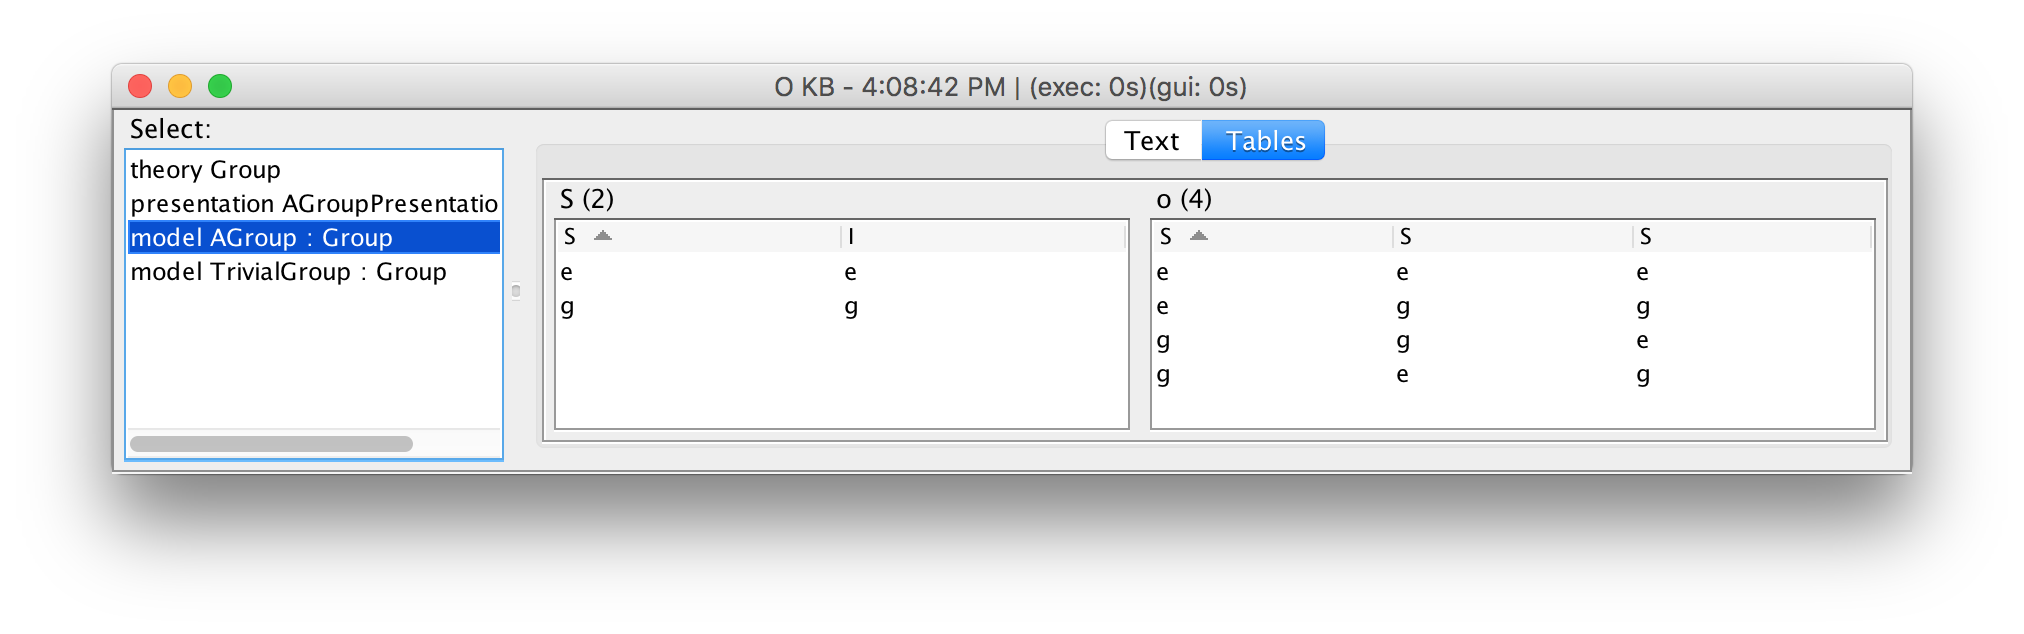 O KB - 4:08:42 PM | (exec: 0s)(gui: 0s)
Select:
theory Group
presentation AGroupPresentatio
model AGroup : Group
model TrivialGroup : Group
Text Tables
S (2)
S I
e e
g g
o (4)
S S S
e e e
e g g
g g e
g e g